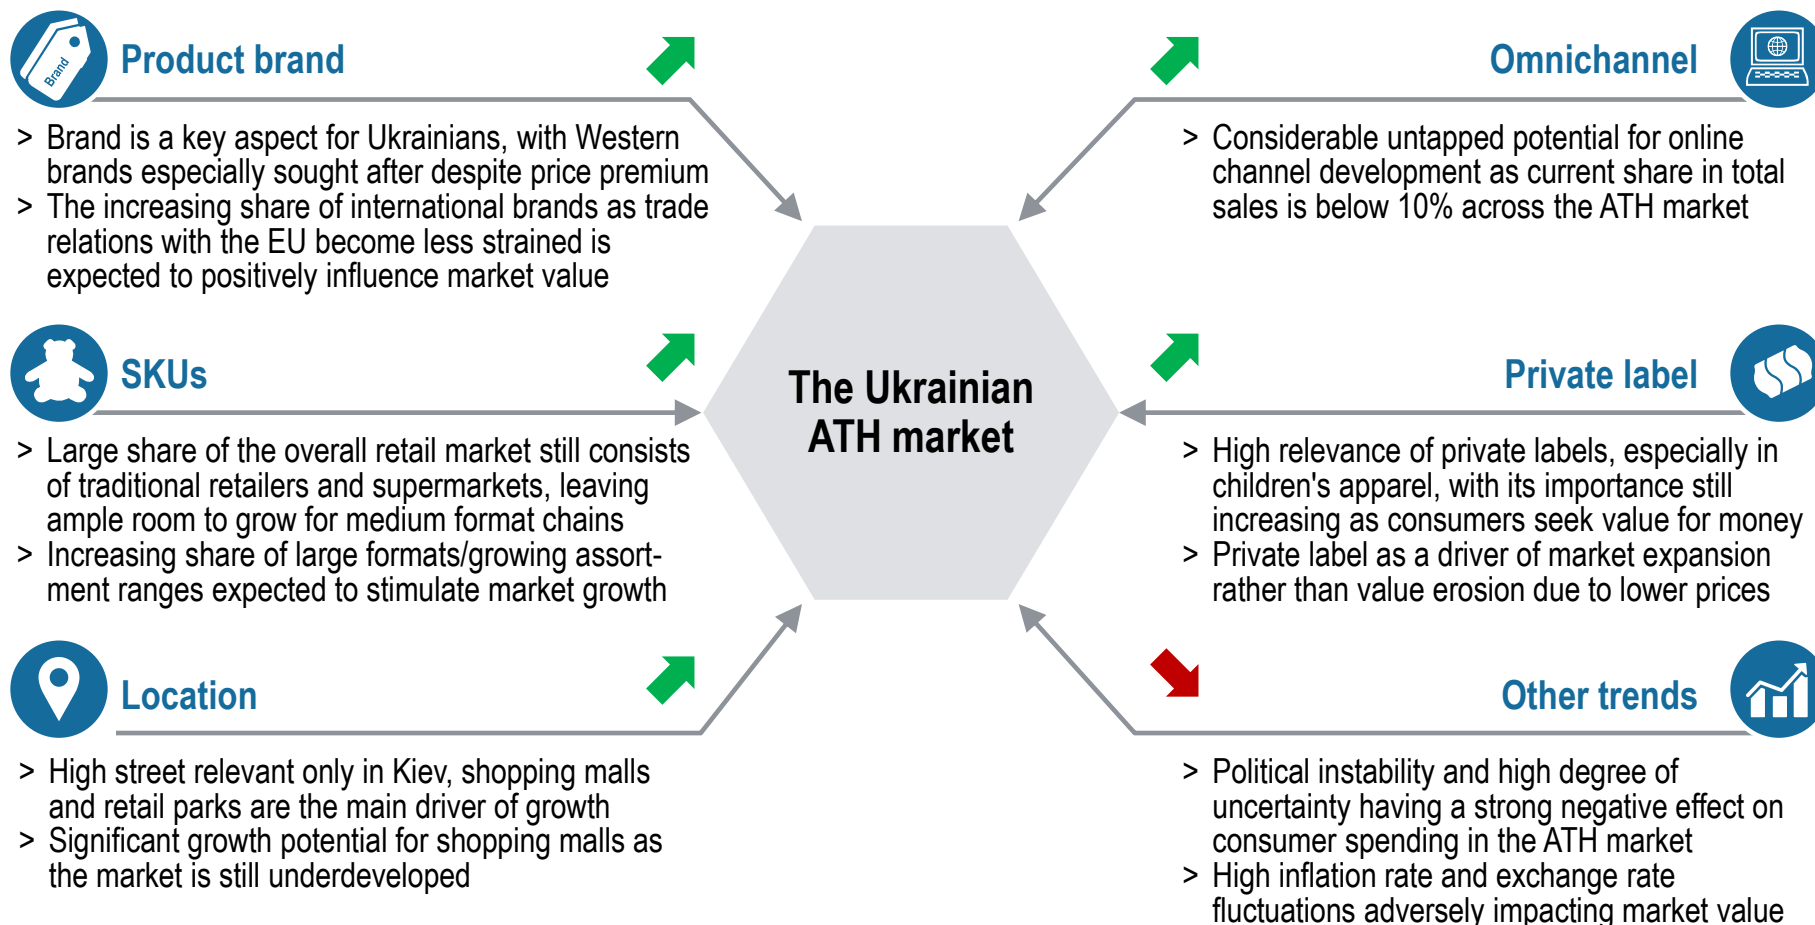 Brand
Product brand
> Brand is a key aspect for Ukrainians, with Western
brands especially sought after despite price premium
> The increasing share of international brands as trade
relations with the EU become less strained is
expected to positively influence market value
SKUs
> Large share of the overall retail market still consists
of traditional retailers and supermarkets, leaving
ample room to grow for medium format chains
> Increasing share of large formats/growing assort-
ment ranges expected to stimulate market growth
Location
> High street relevant only in Kiev, shopping malls
and retail parks are the main driver of growth
> Significant growth potential for shopping malls as
the market is still underdeveloped
The Ukrainian
ATH market
Omnichannel
> Considerable untapped potential for online
channel development as current share in total
sales is below 10% across the ATH market
Private label
> High relevance of private labels, especially in
children's apparel, with its importance still
increasing as consumers seek value for money
> Private label as a driver of market expansion
rather than value erosion due to lower prices
Other trends
> Political instability and high degree of
uncertainty having a strong negative effect on
consumer spending in the ATH market
> High inflation rate and exchange rate
fluctuations adversely impacting market value